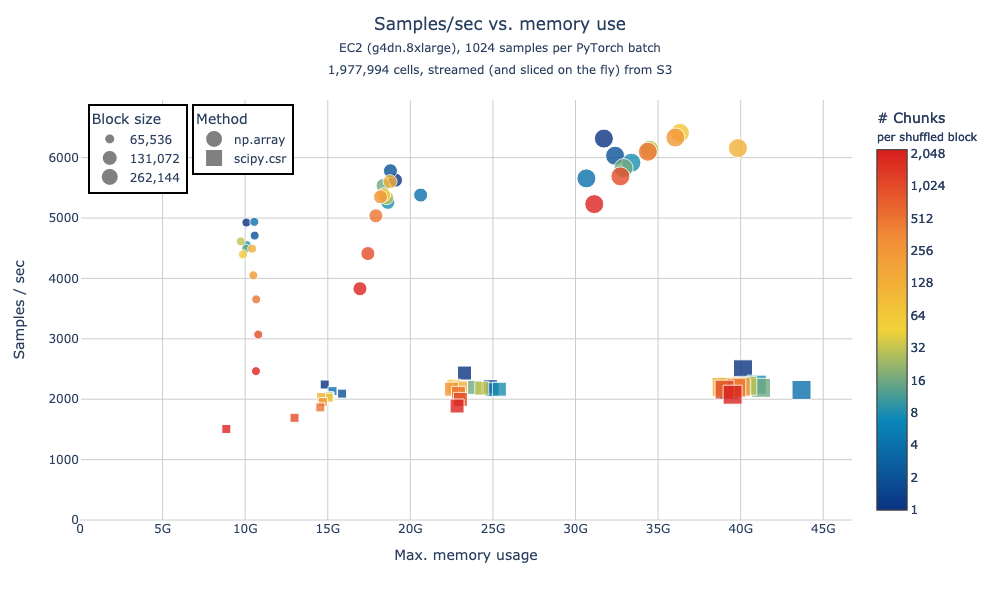 Samples/sec vs. memory use
EC2 (g4dn.8xlarge), 1024 samples per PyTorch batch
1,977,994 cells, streamed (and sliced on the fly) from S3
Block size
65,536
131,072
262,144
Method
np.array
scipy.csr
# Chunks
per shuffled block
2,048
1,024
512
256
128
64
32
16
8
4
2
1
Samples / sec
6000
5000
4000
3000
2000
1000
0
0
5G
10G
15G
20G
25G
30G
35G
40G
45G
Max. memory usage